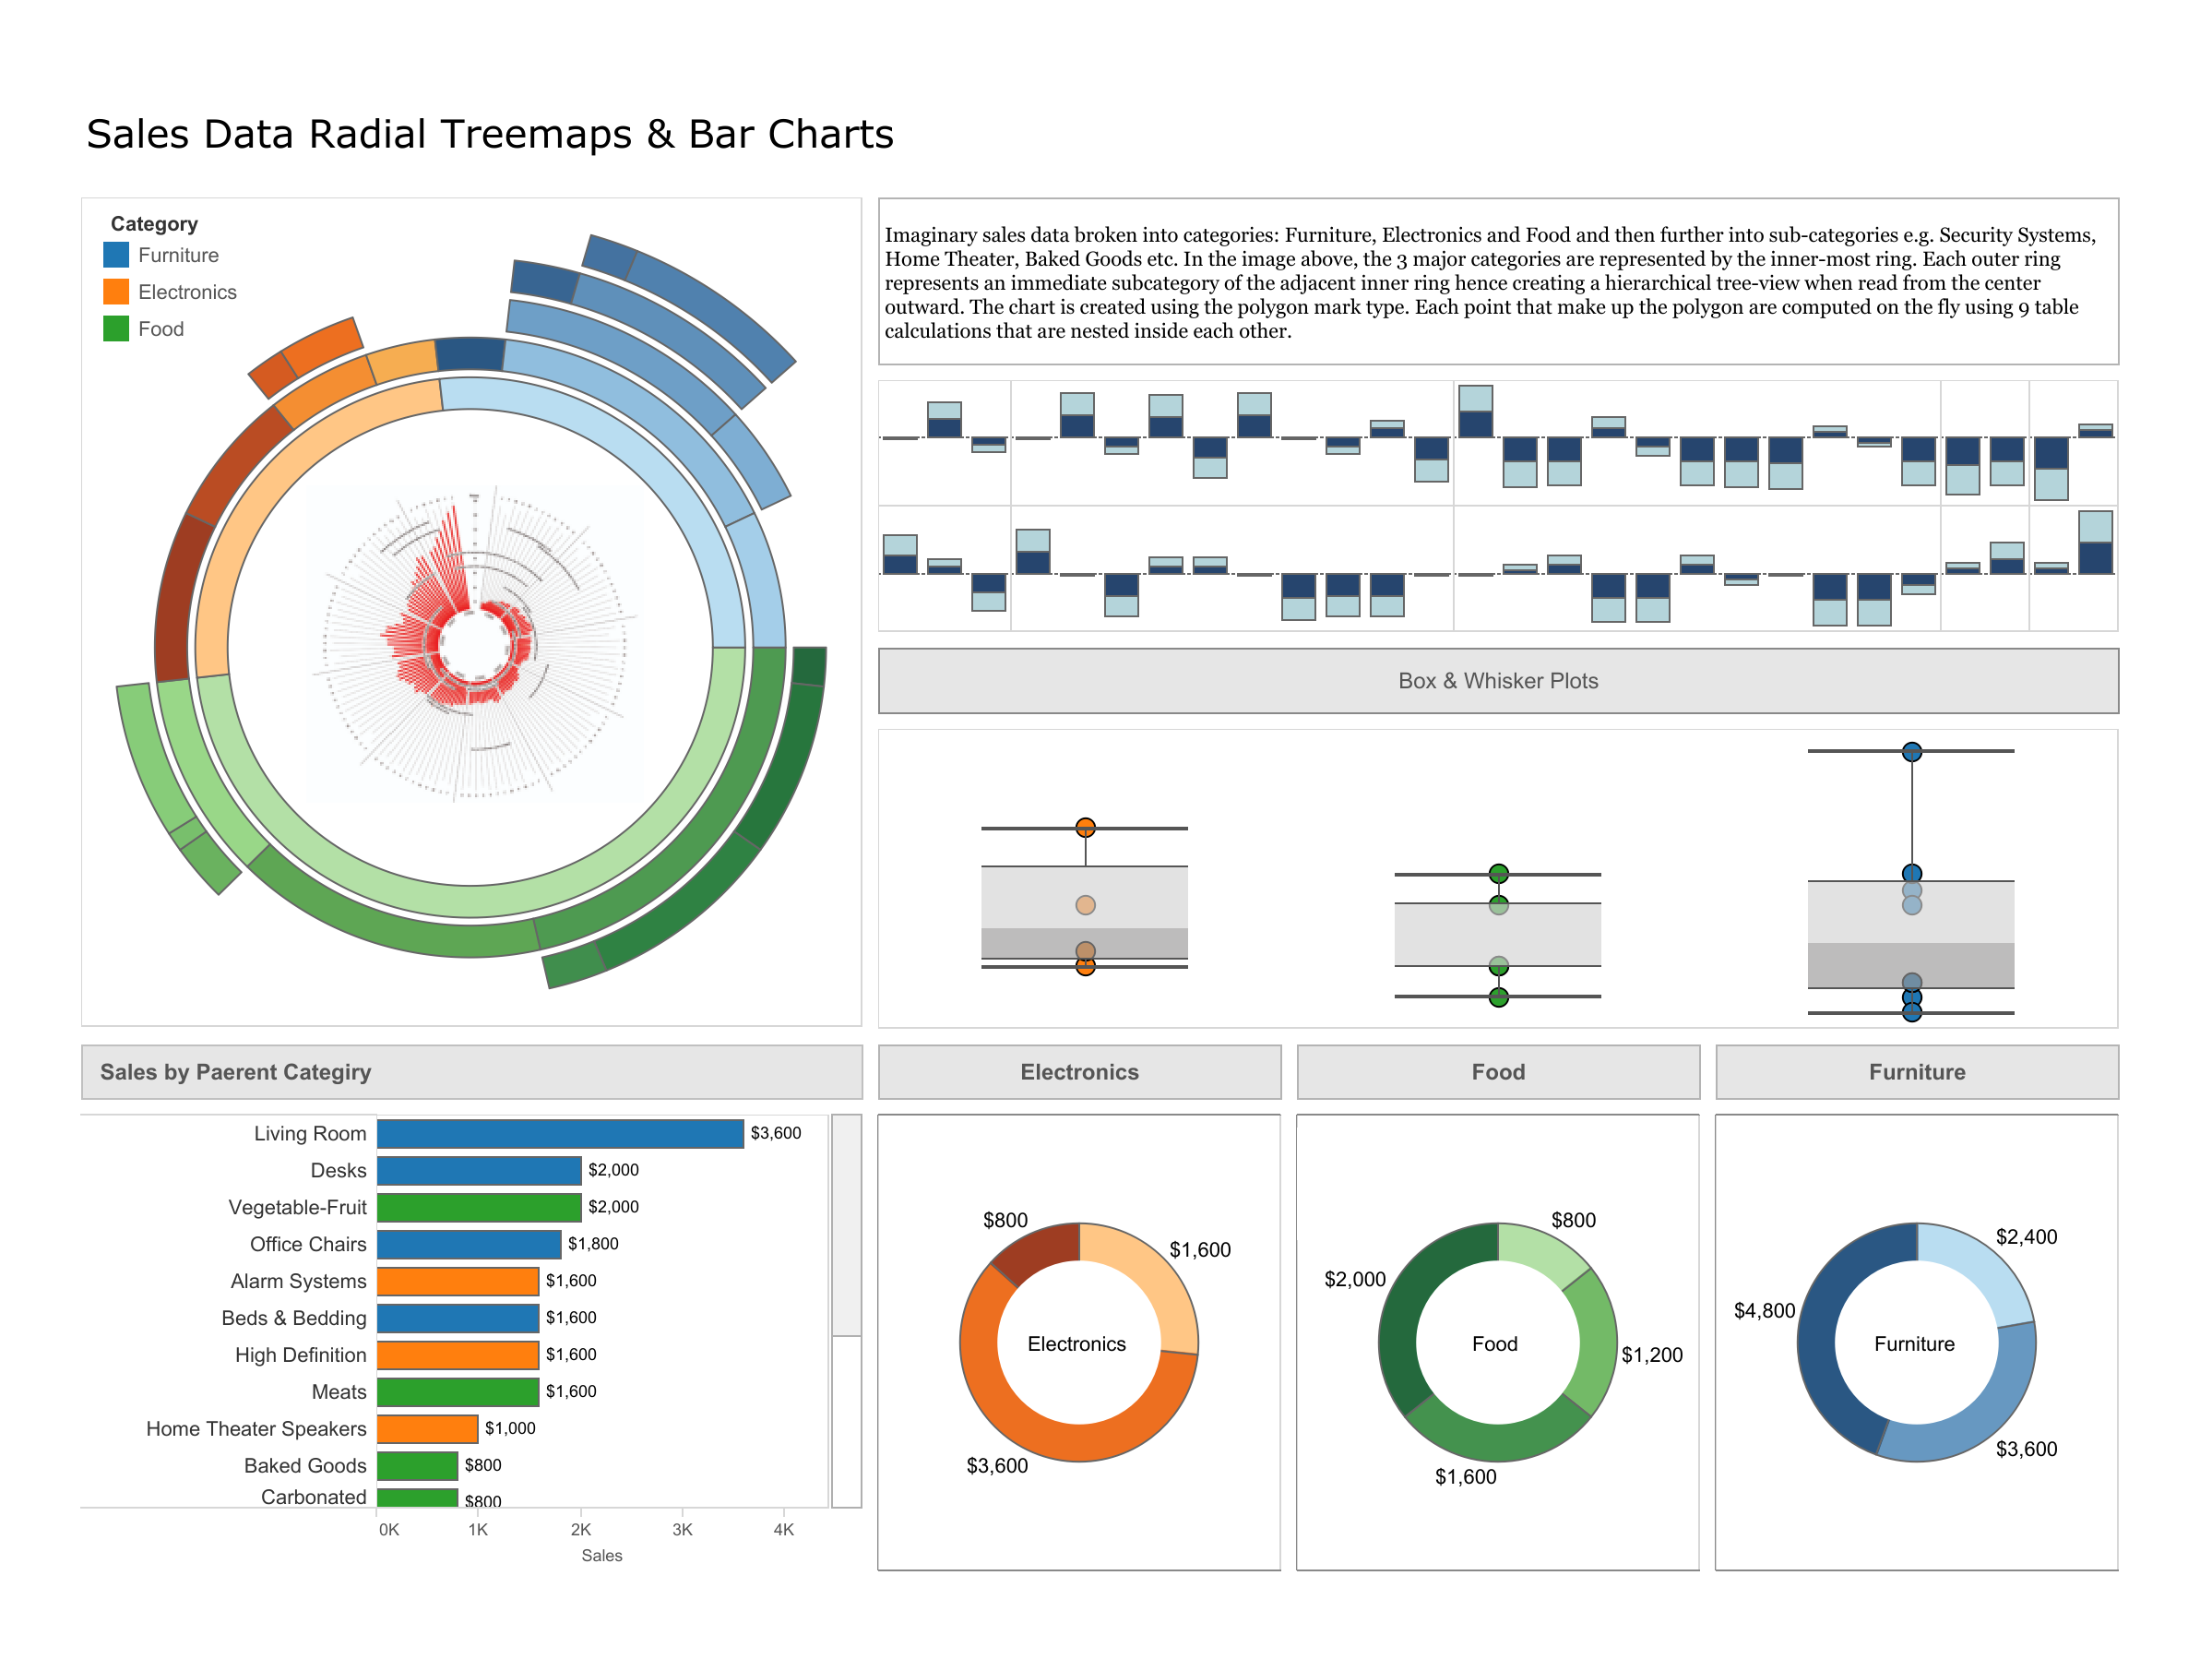 Sales Data Radial Treemaps & Bar Charts
Category
Furniture
Electronics
Food
Imaginary sales data broken into categories: Furniture, Electronics and Food and then further into sub-categories e.g. Security Systems,
Home Theater, Baked Goods etc. In the image above, the 3 major categories are represented by the inner-most ring. Each outer ring
represents an immediate subcategory of the adjacent inner ring hence creating a hierarchical tree-view when read from the center
outward. The chart is created using the polygon mark type. Each point that make up the polygon are computed on the fly using 9 table
calculations that are nested inside each other.
Box & Whisker Plots
Sales by Paerent Categiry
Living Room $3,600
Desks $2,000
Vegetable-Fruit $2,000
Office Chairs $1,800
Alarm Systems $1,600
Beds & Bedding $1,600
High Definition $1,600
Meats $1,600
Home Theater Speakers $1,000
Baked Goods $800
Carbonated $800
0K 1K 2K 3K 4K
Sales
Electronics
$800
$1,600
Electronics
$3,600
Food
$800
$2,000
Food
$1,200
$1,600
Furniture
$2,400
$4,800
Furniture
$3,600